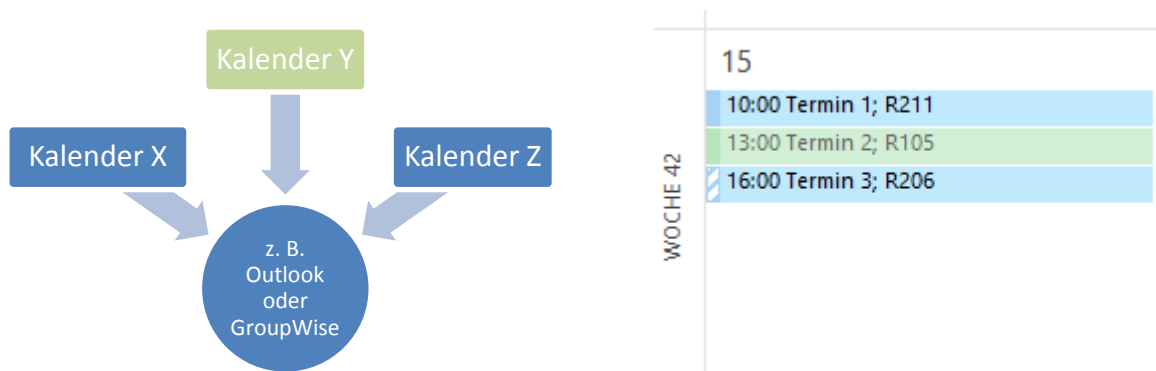 Kalender Y
Kalender X
Kalender Z
z. B.
Outlook
oder
GroupWise
15
10:00 Termin 1; R211
13:00 Termin 2; R105
16:00 Termin 3; R206
WOCHE 42